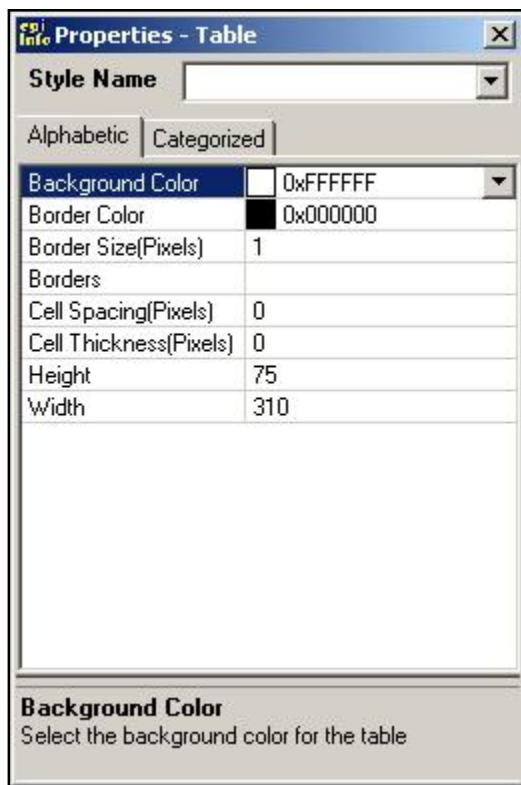 epi
info Properties - Table
Style Name
Alphabetic Categorized
Background Color 0xFFFFFF
Border Color 0x000000
Border Size(Pixels) 1
Borders
Cell Spacing(Pixels) 0
Cell Thickness(Pixels) 0
Height 75
Width 310
Background Color
Select the background color for the table